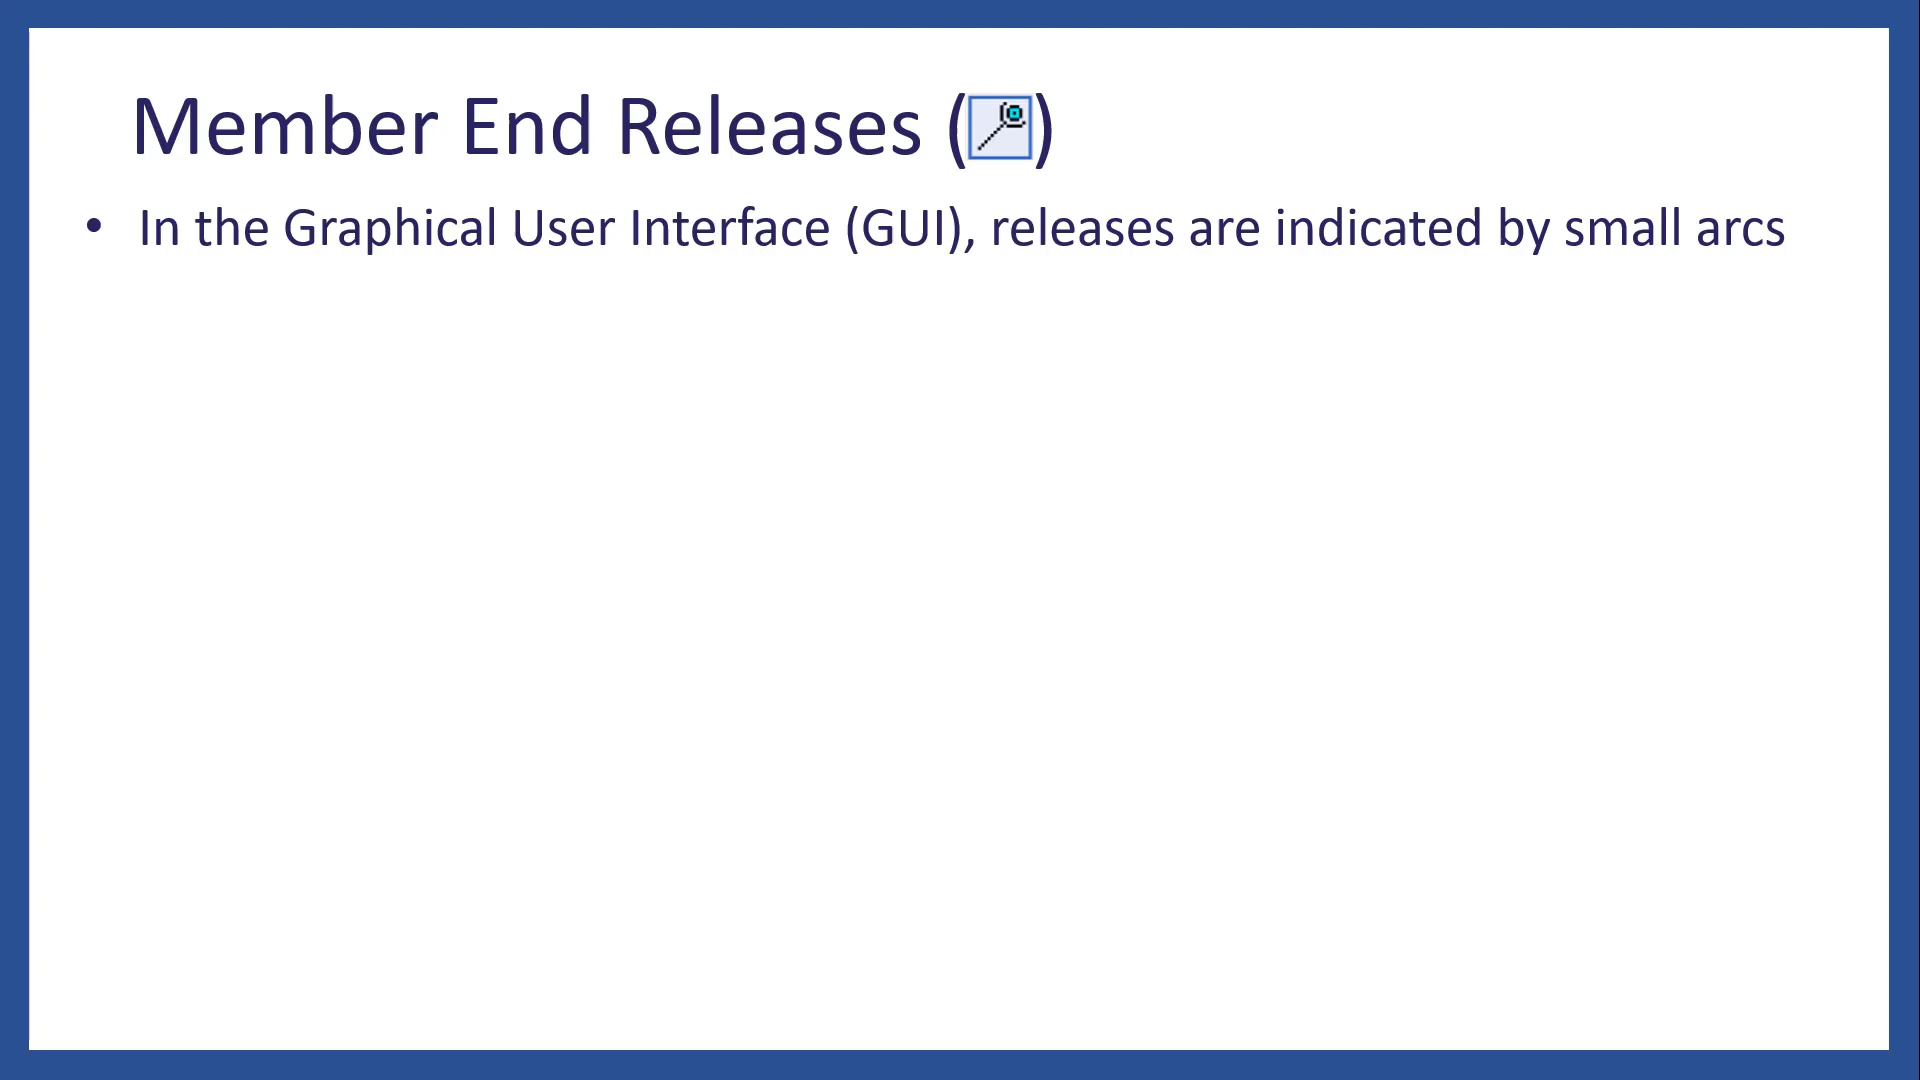 Member End Releases ()
• In the Graphical User Interface (GUI), releases are indicated by small arcs